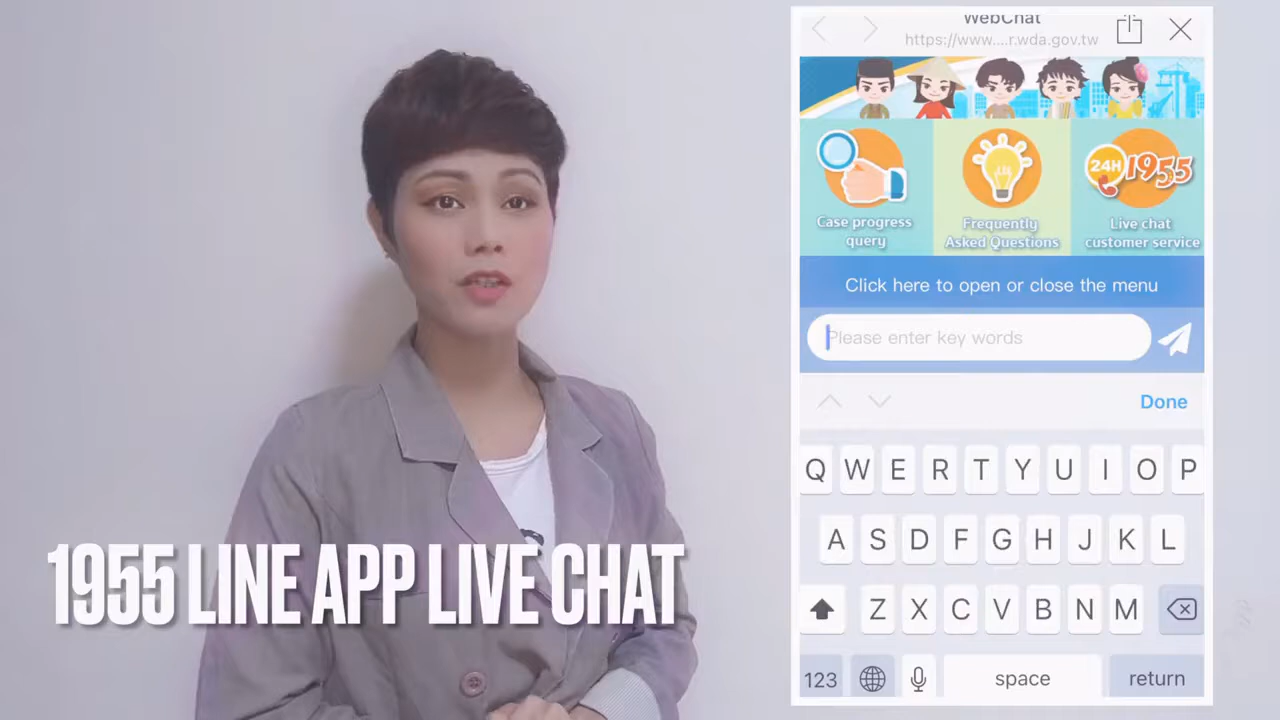 1955 LINE APP LIVE CHAT
WebChat
https://www....r.wda.gov.tw
Case progress
query
Frequently
Asked Questions
24H 1955
Live chat
customer service
Click here to open or close the menu
Please enter key words
Done
Q W E R T Y U I O P
A S D F G H J K L
Z X C V B N M
123 space return